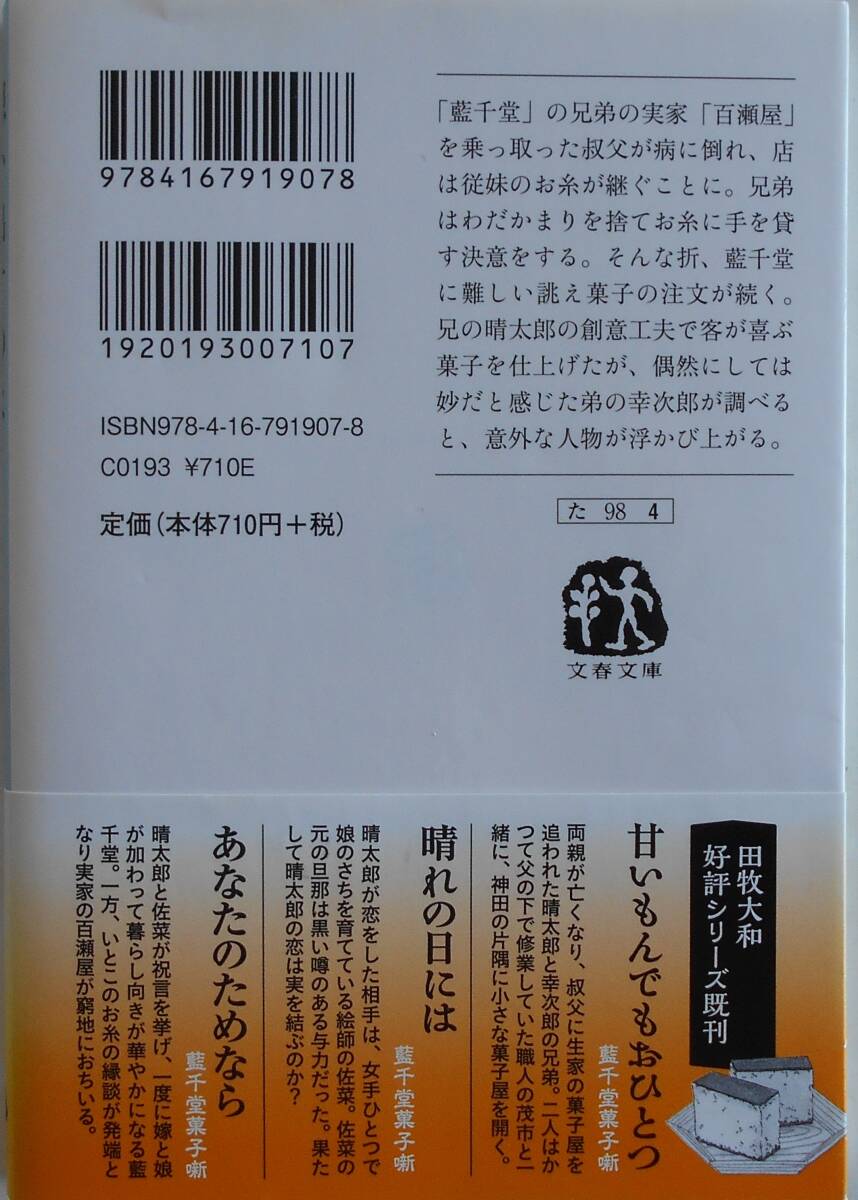 9784167919078
1920193007107
ISBN978-4-16-791907-8
C0193 ¥710E
定価(本体710円+税)
「藍千堂」の兄弟の実家「百瀬屋」
を乗っ取った叔父が病に倒れ、店
は従妹のお糸が継ぐことに。兄弟
はわだかまりを捨てお糸に手を貸
す決意をする。そんな折、藍千堂
に難しい誂え菓子の注文が続く。
兄の晴太郎の創意工夫で客が喜ぶ
菓子を仕上げたが、偶然にしては
妙だと感じた弟の幸次郎が調べる
と、意外な人物が浮かび上がる。
た 98 4
文春文庫
田牧大和
好評シリーズ既刊
甘いもんでもおひとつ
藍千堂菓子噺
両親が亡くなり、叔父に生家の菓子屋を
追われた晴太郎と幸次郎の兄弟。二人はか
つて父の下で修業していた職人の茂市と一
緒に、神田の片隅に小さな菓子屋を開く。
晴れの日には
藍千堂菓子噺
晴太郎が恋をした相手は、女手ひとつで
娘のさちを育てている絵師の佐菜。佐菜の
元の旦那は黒い噂のある与力だった。果た
して晴太郎の恋は実を結ぶのか?
あなたのためなら
藍千堂菓子噺
晴太郎と佐菜が祝言を挙げ、一度に嫁と娘
が加わって暮らし向きが華やかになる藍
千堂。一方、いとこのお糸の縁談が発端と
なり実家の百瀬屋が窮地におちいる。